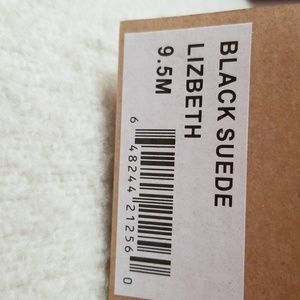 BLACK SUEDE
LIZBETH
9.5M
6 48244 21256 0